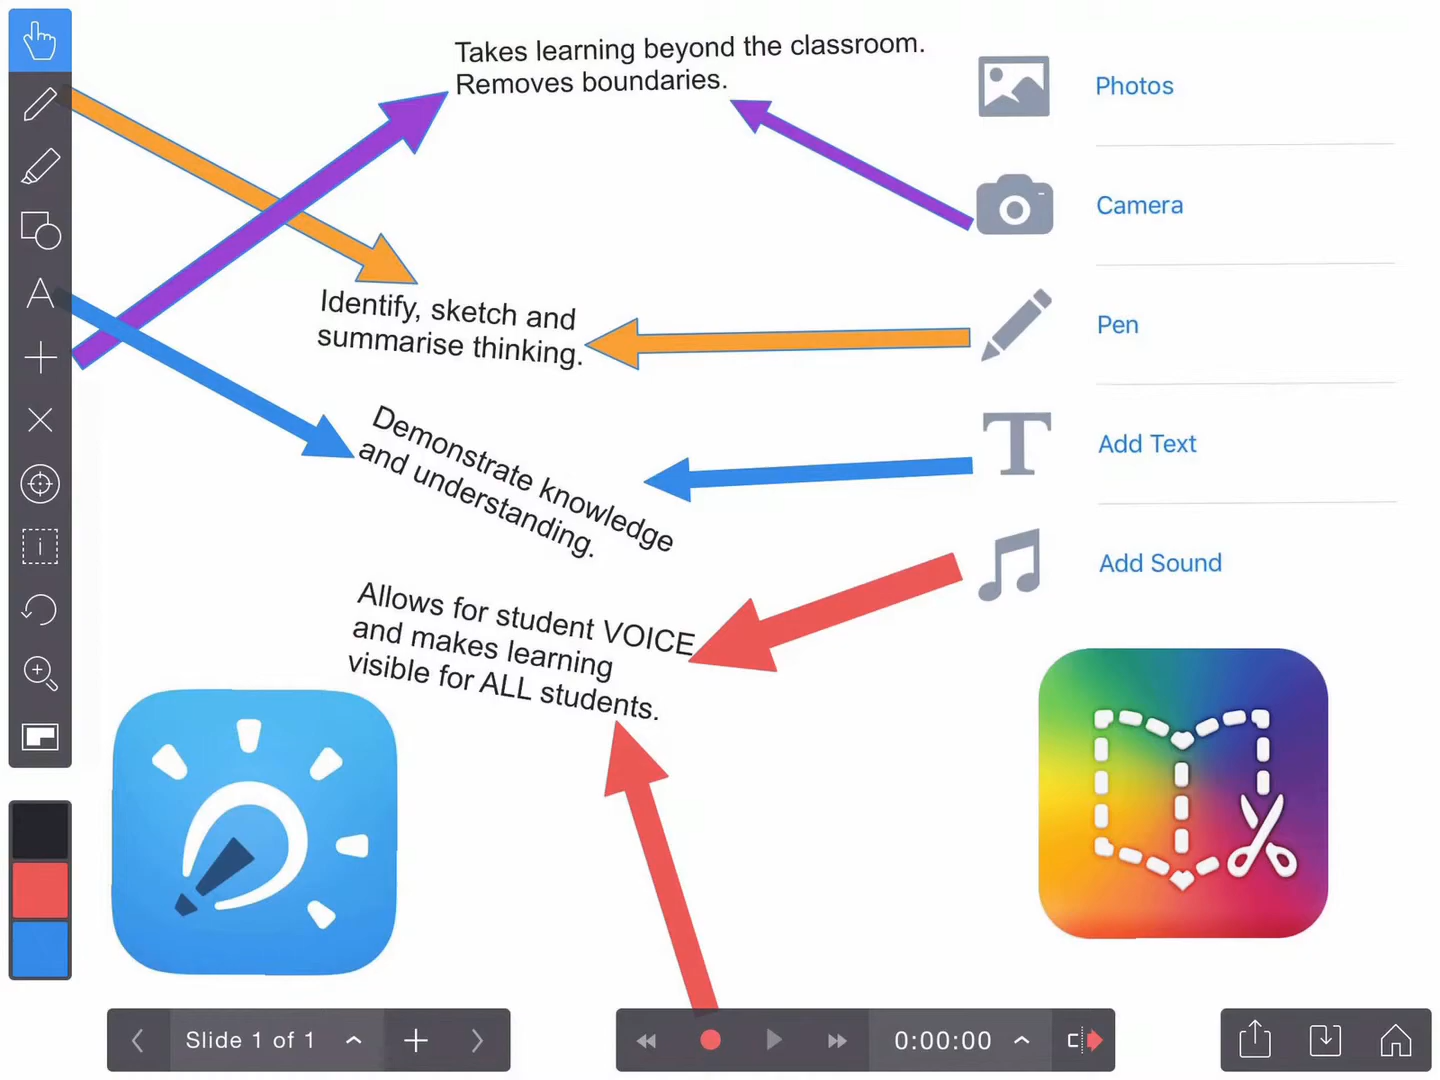 Takes learning beyond the classroom.
Removes boundaries.
Photos
Camera
Identify, sketch and
summarise thinking.
Pen
Demonstrate knowledge
and understanding.
Add Text
Add Sound
Allows for student VOICE
and makes learning
visible for ALL students.
A
i
T
Slide 1 of 1
0:00:00